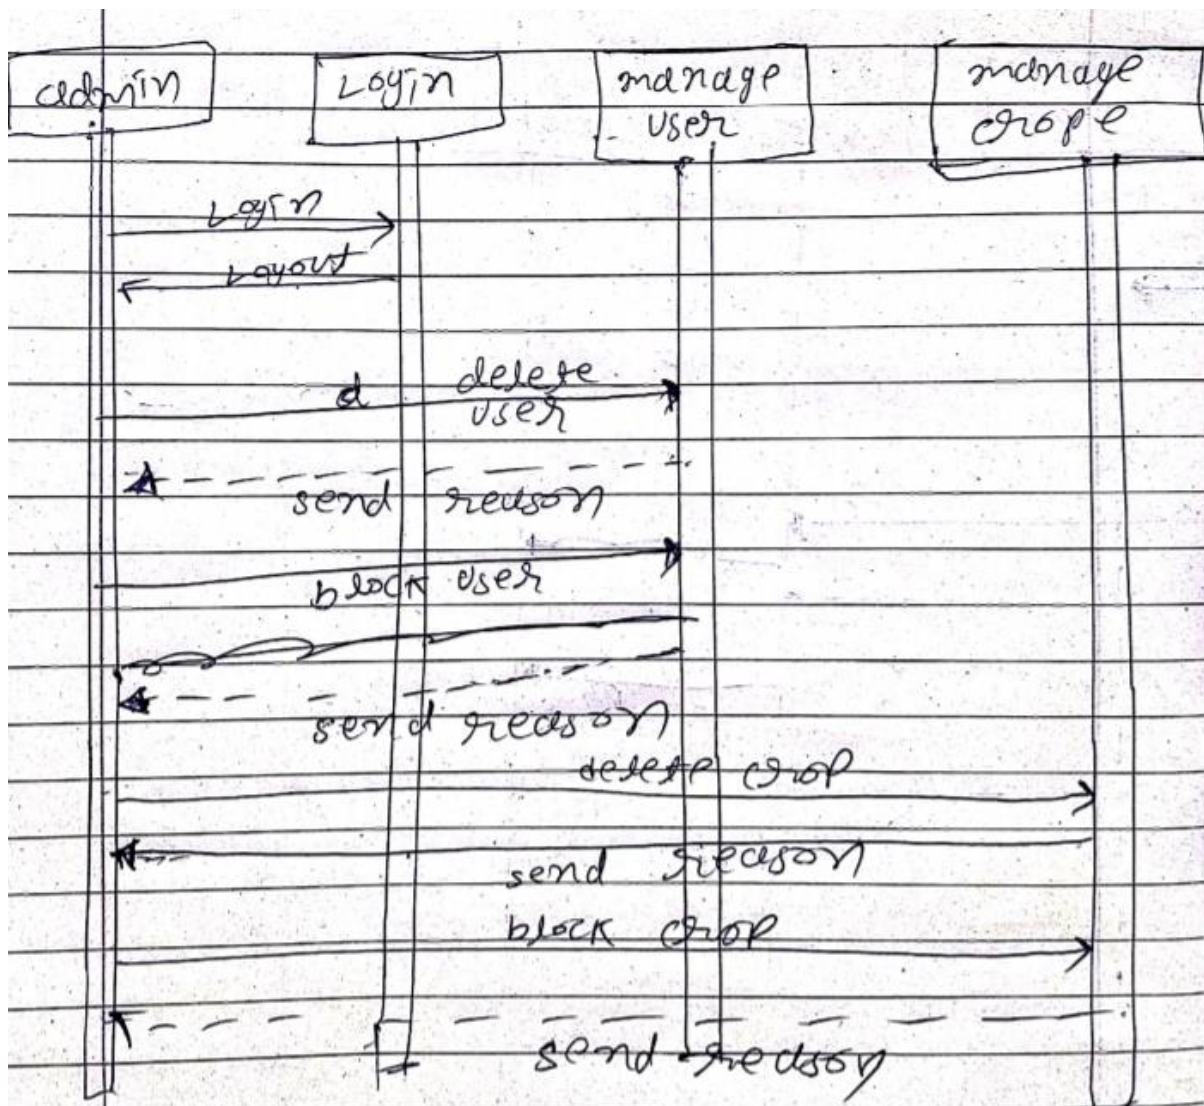 admin
Login
manage
user
manage
crope
Login
Logout
d delete
user
send reason
block user
send reason
delete crop
send reason
block crop
send reason